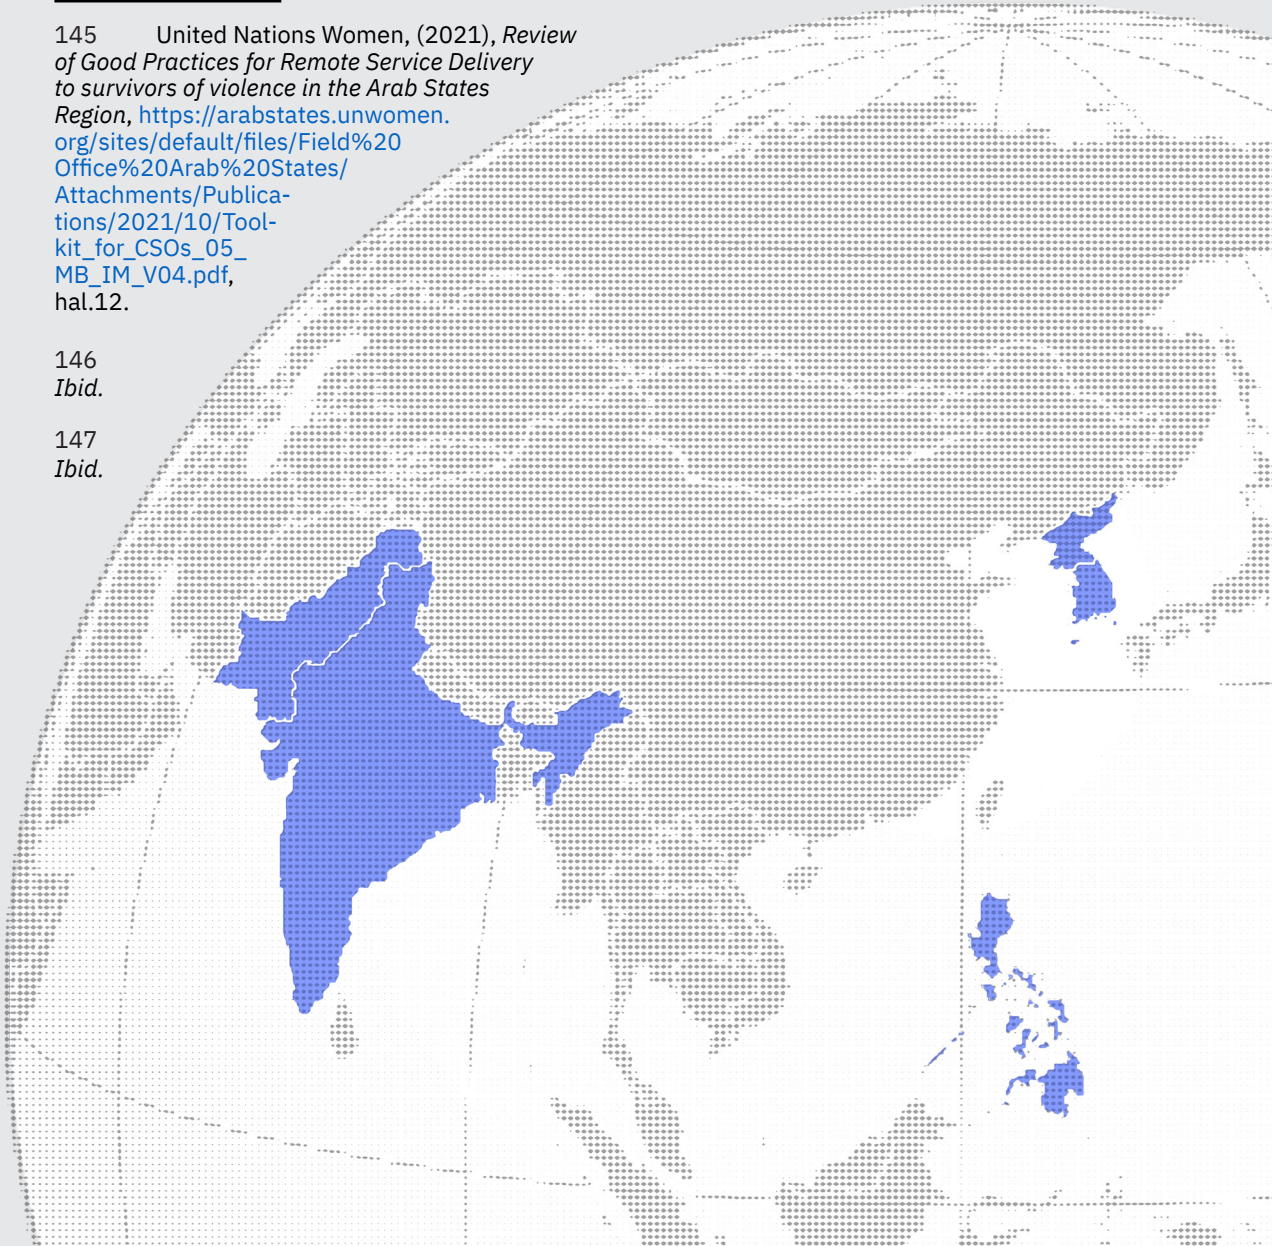 145 United Nations Women, (2021), Review
of Good Practices for Remote Service Delivery
to survivors of violence in the Arab States
Region, https://arabstates.unwomen.
org/sites/default/files/Field%20
Office%20Arab%20States/
Attachments/Publica-
tions/2021/10/Tool-
kit_for_CSOs_05_
MB_IM_V04.pdf,
hal.12.
146
Ibid.
147
Ibid.